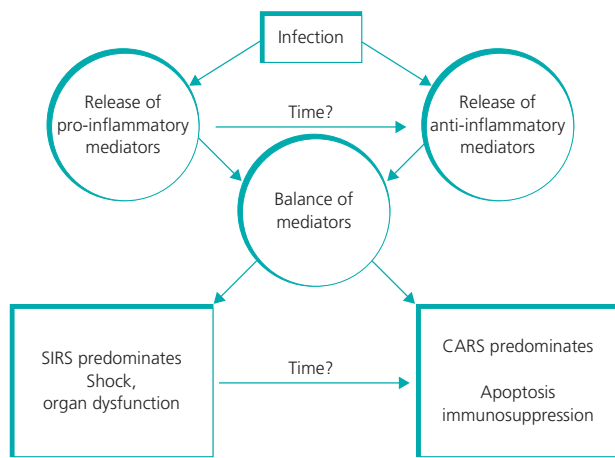 Infection
Release of
pro-inflammatory
mediators
Time?
Release of
anti-inflammatory
mediators
Balance of
mediators
SIRS predominates
Shock,
organ dysfunction
Time?
CARS predominates
Apoptosis
immunosuppression